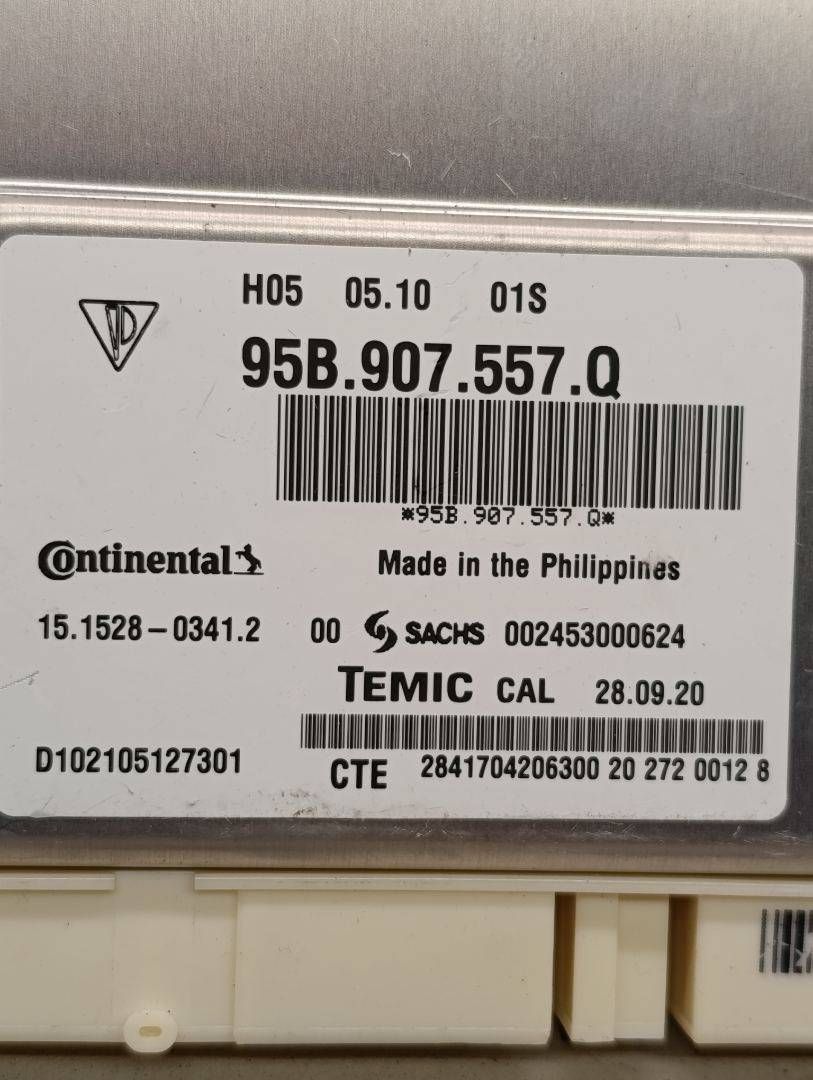 H05 05.10 01S
95B.907.557.Q
*95B.907.557.Q*
Continental
Made in the Philippines
15.1528-0341.2 00 SACHS 002453000624
TEMIC CAL 28.09.20
D102105127301
CTE 2841704206300 20 272 0012 8